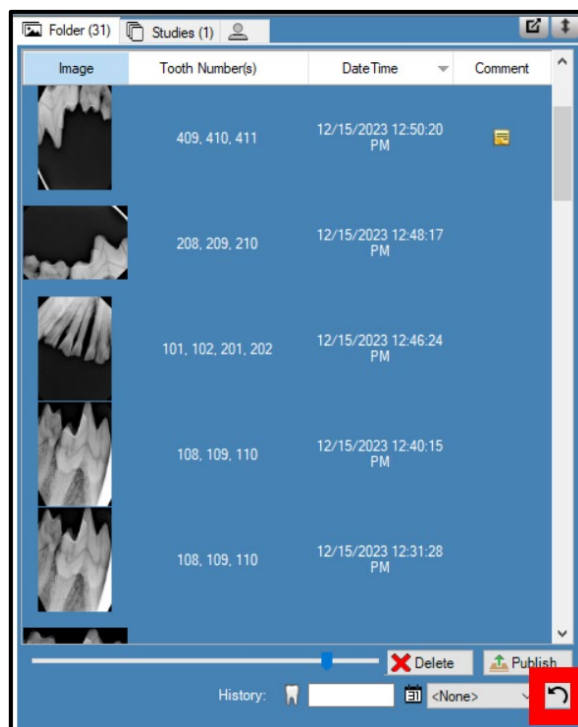 Folder (31) Studies (1)
Image Tooth Number(s) DateTime Comment
409, 410, 411 12/15/2023 12:50:20
PM
208, 209, 210 12/15/2023 12:48:17
PM
101, 102, 201, 202 12/15/2023 12:46:24
PM
108, 109, 110 12/15/2023 12:40:15
PM
108, 109, 110 12/15/2023 12:31:28
PM
Delete Publish
History: 31 <None>